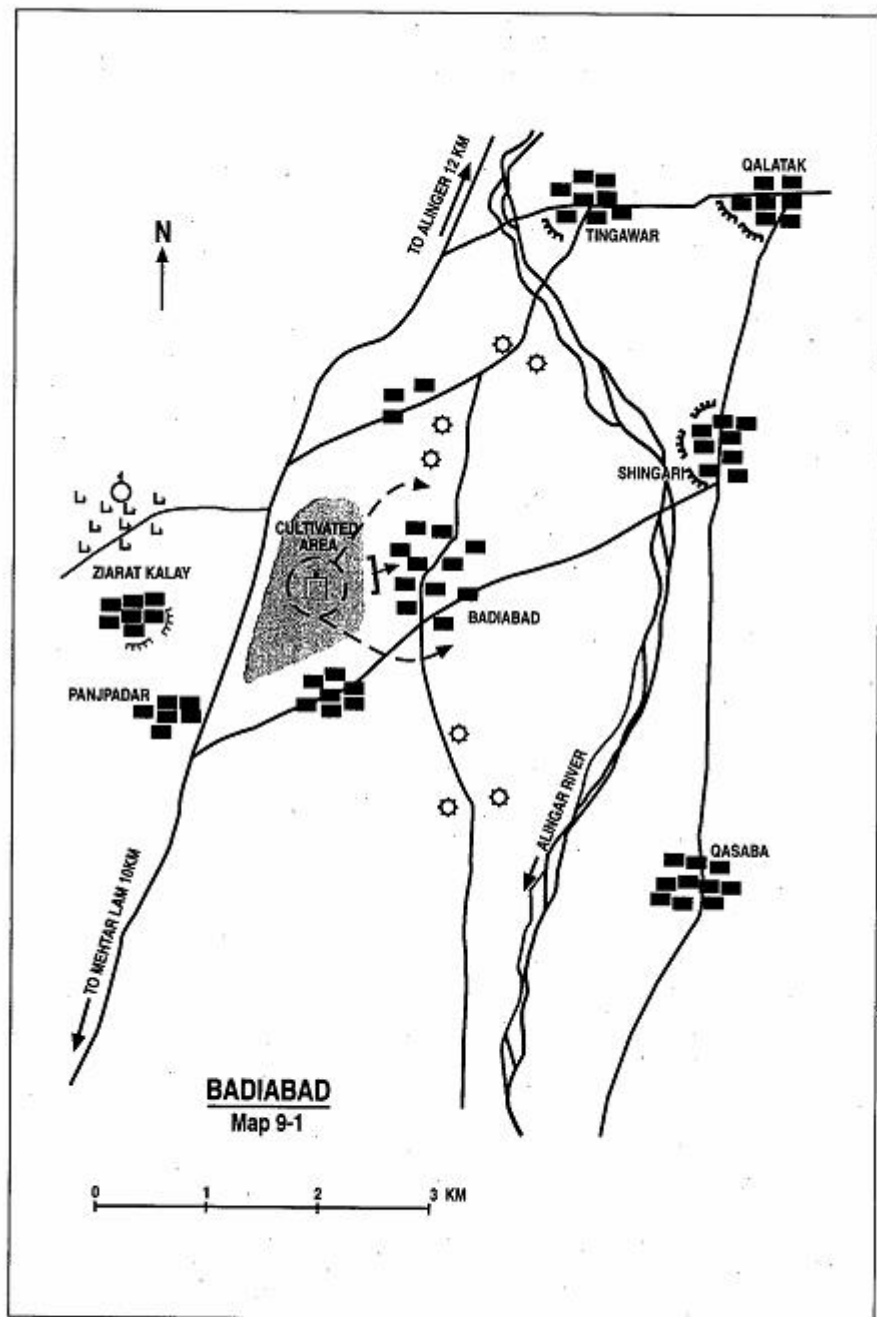 TO ALINGER 12 KM
QALATAK
N
TINGAWAR
SHINGARI
CULTIVATED
AREA
ZIARAT KALAY
BADIABAD
PANJPADAR
ALINGAR RIVER
QASABA
TO MEHTAR LAM 10KM
BADIABAD
Map 9-1
0 1 2 3 KM